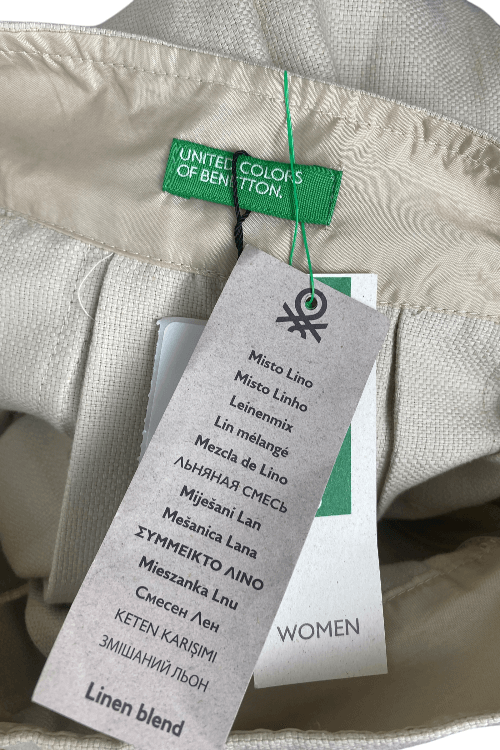 UNITED COLORS
OF BENETTON.
Misto Lino
Misto Linho
Leinenmix
Lin mélangé
Mezcla de Lino
ЛЬНЯНАЯ СМЕСЬ
Miješani Lan
Mešanica Lana
ΣΥΜΜΕΙΚΤΟ ΛΙΝΟ
Mieszanka Lnu
Смесен Лен
KETEN KARIŞIMI
ЗМІШАНИЙ ЛЬОН
Linen blend
WOMEN